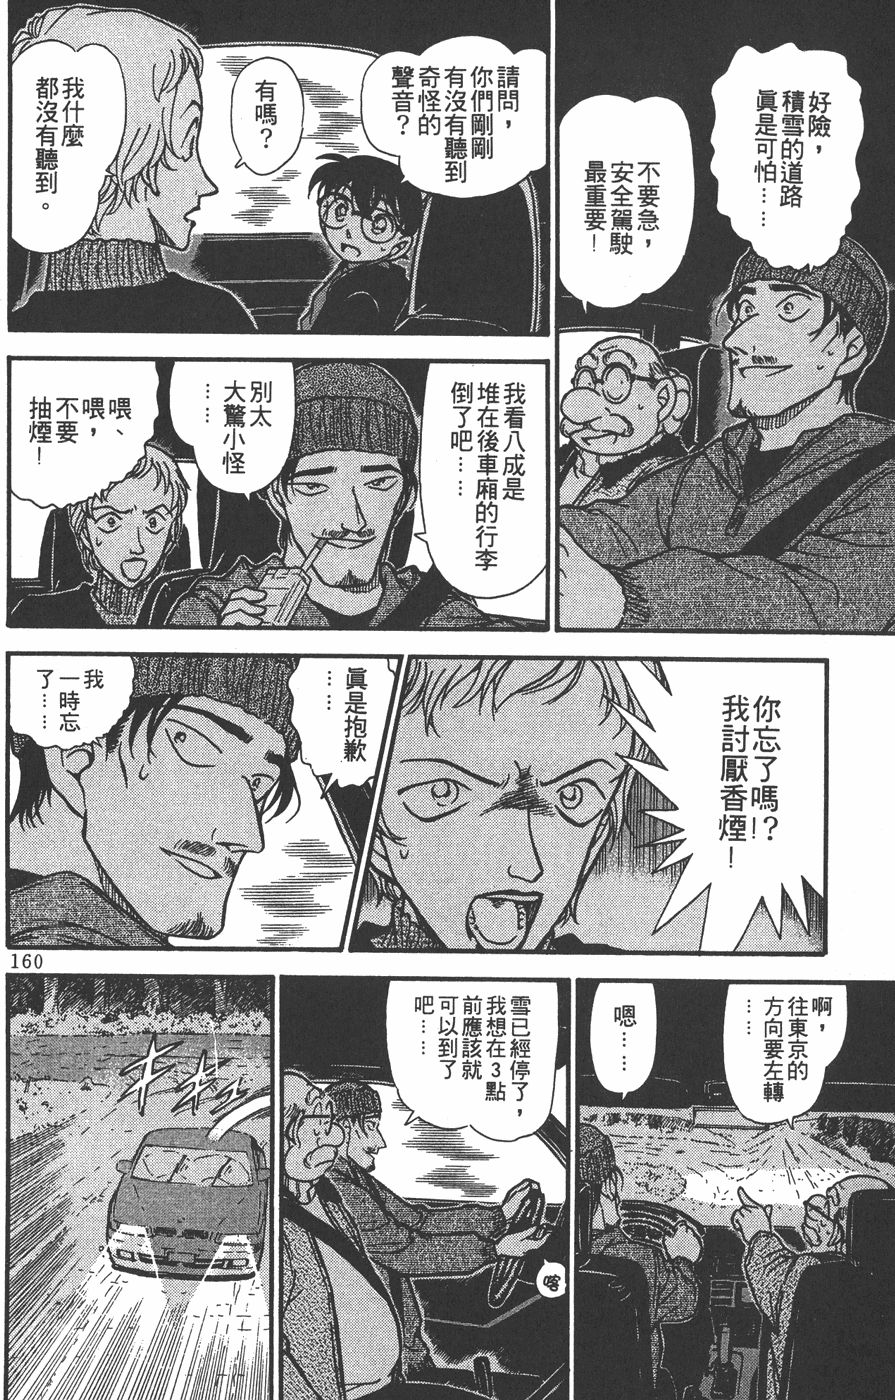 好險，
積雪的道路
眞是可怕……
不要急，
安全駕駛
最重要！
請問，
你們剛剛
有沒有聽到
奇怪的
聲音？
有嗎？
我什麼
都沒有聽到。
我看八成是
堆在後車廂的行李
倒了吧……
別太
大驚小怪
……
喂、
喂，
不要
抽煙！
你忘了嗎!?
我討厭香煙！
眞是抱歉
……
我
一時忘
了……
160
啊，
往東京的
方向要左轉
……
嗯……
雪已經停了，
我想在3點
前應該就
可以到了
吧……
喀